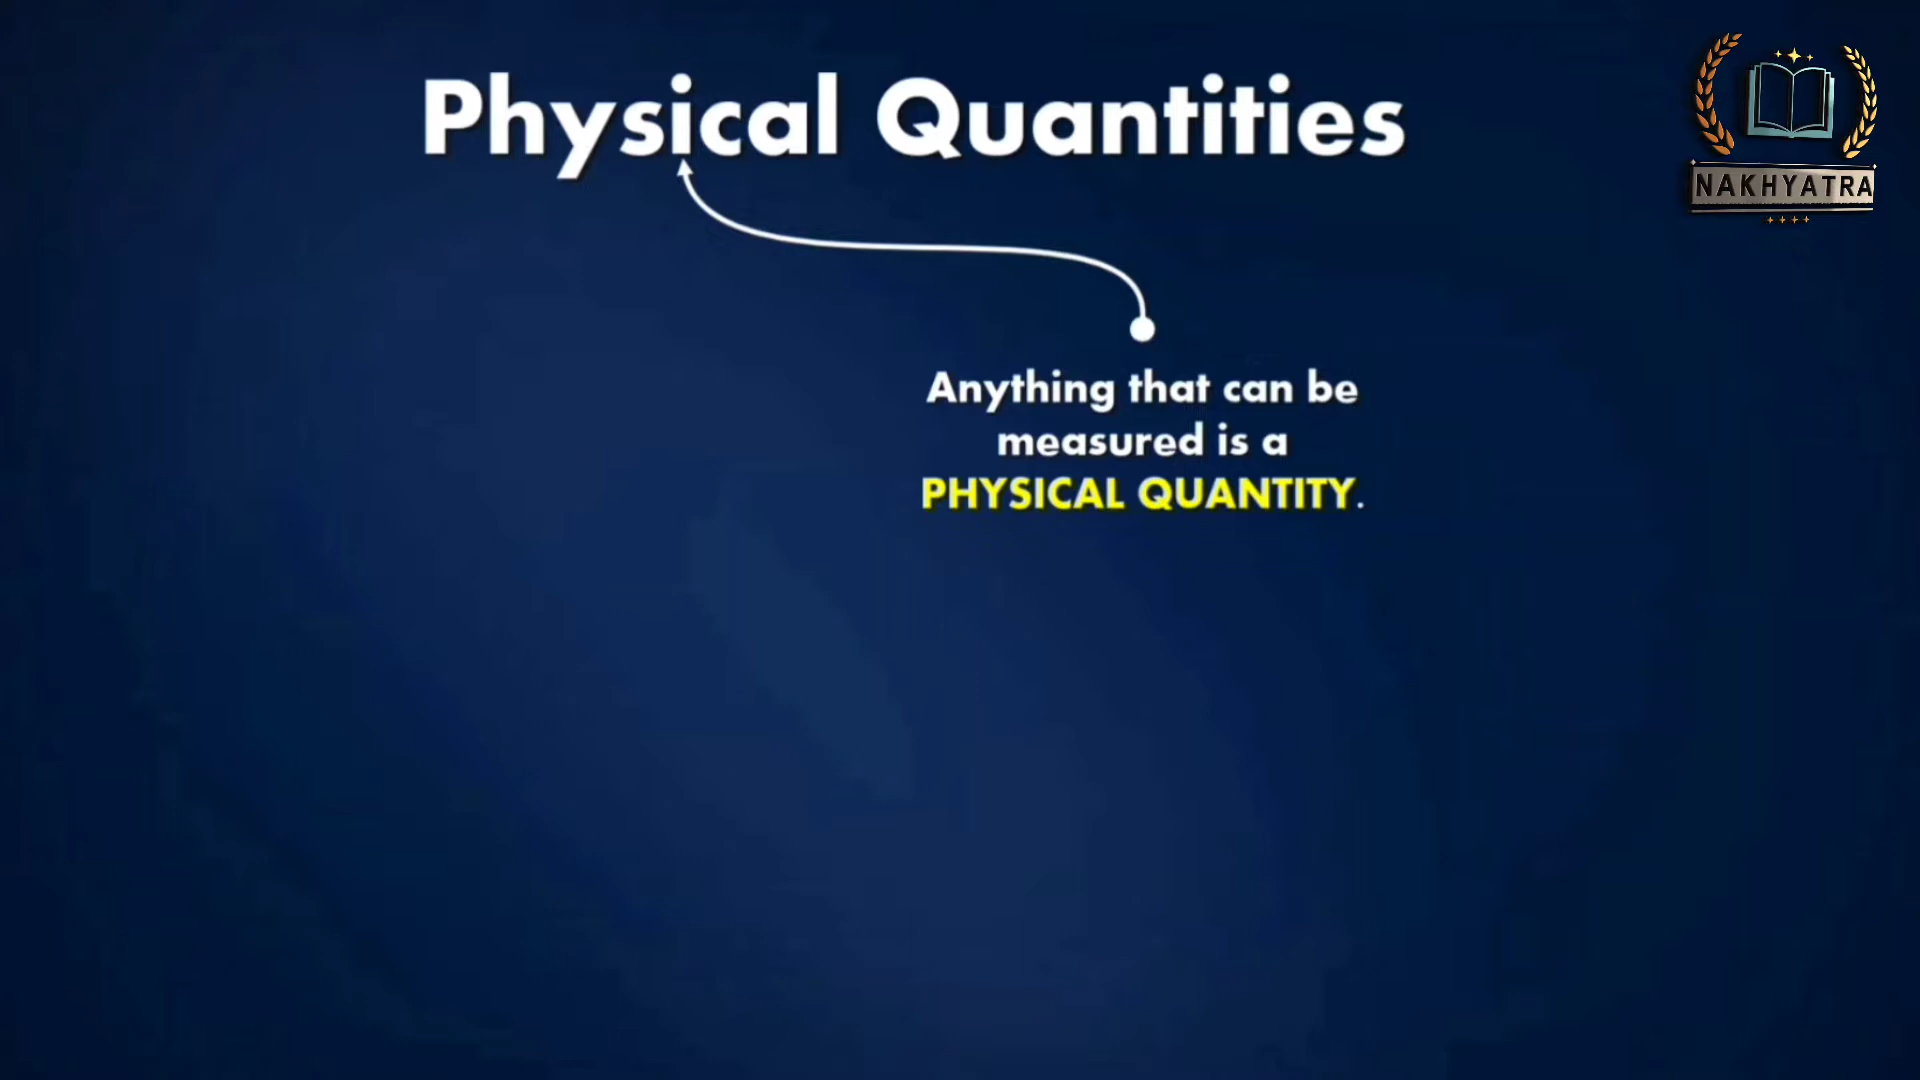 Physical Quantities
NAKHYATRA
Anything that can be
measured is a
PHYSICAL QUANTITY.